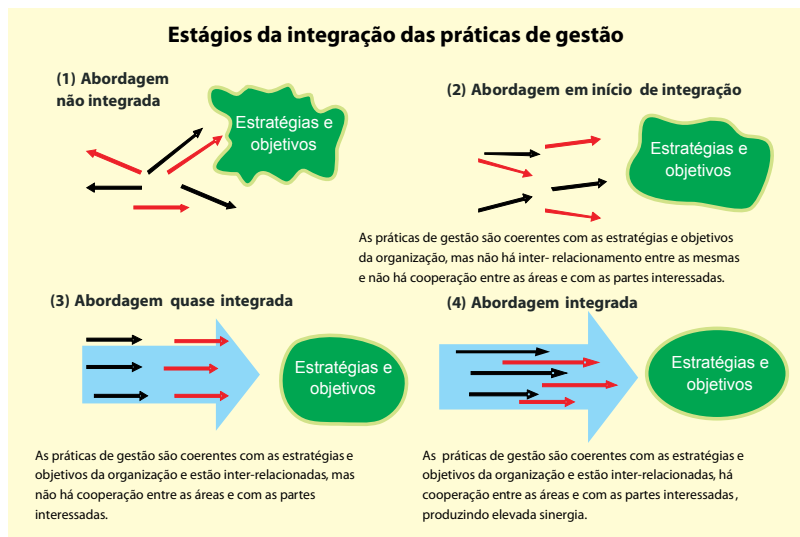 Estágios da integração das práticas de gestão
(1) Abordagem
não integrada
Estratégias e
objetivos
(2) Abordagem em início de integração
Estratégias e
objetivos
As práticas de gestão são coerentes com as estratégias e objetivos
da organização, mas não há inter- relacionamento entre as mesmas
e não há cooperação entre as áreas e com as partes interessadas.
(3) Abordagem quase integrada
Estratégias e
objetivos
As práticas de gestão são coerentes com as estratégias e
objetivos da organização e estão inter-relacionadas, mas
não há cooperação entre as áreas e com as partes
interessadas.
(4) Abordagem integrada
Estratégias e
objetivos
As práticas de gestão são coerentes com as estratégias e
objetivos da organização e estão inter-relacionadas, há
cooperação entre as áreas e com as partes interessadas,
produzindo elevada sinergia.